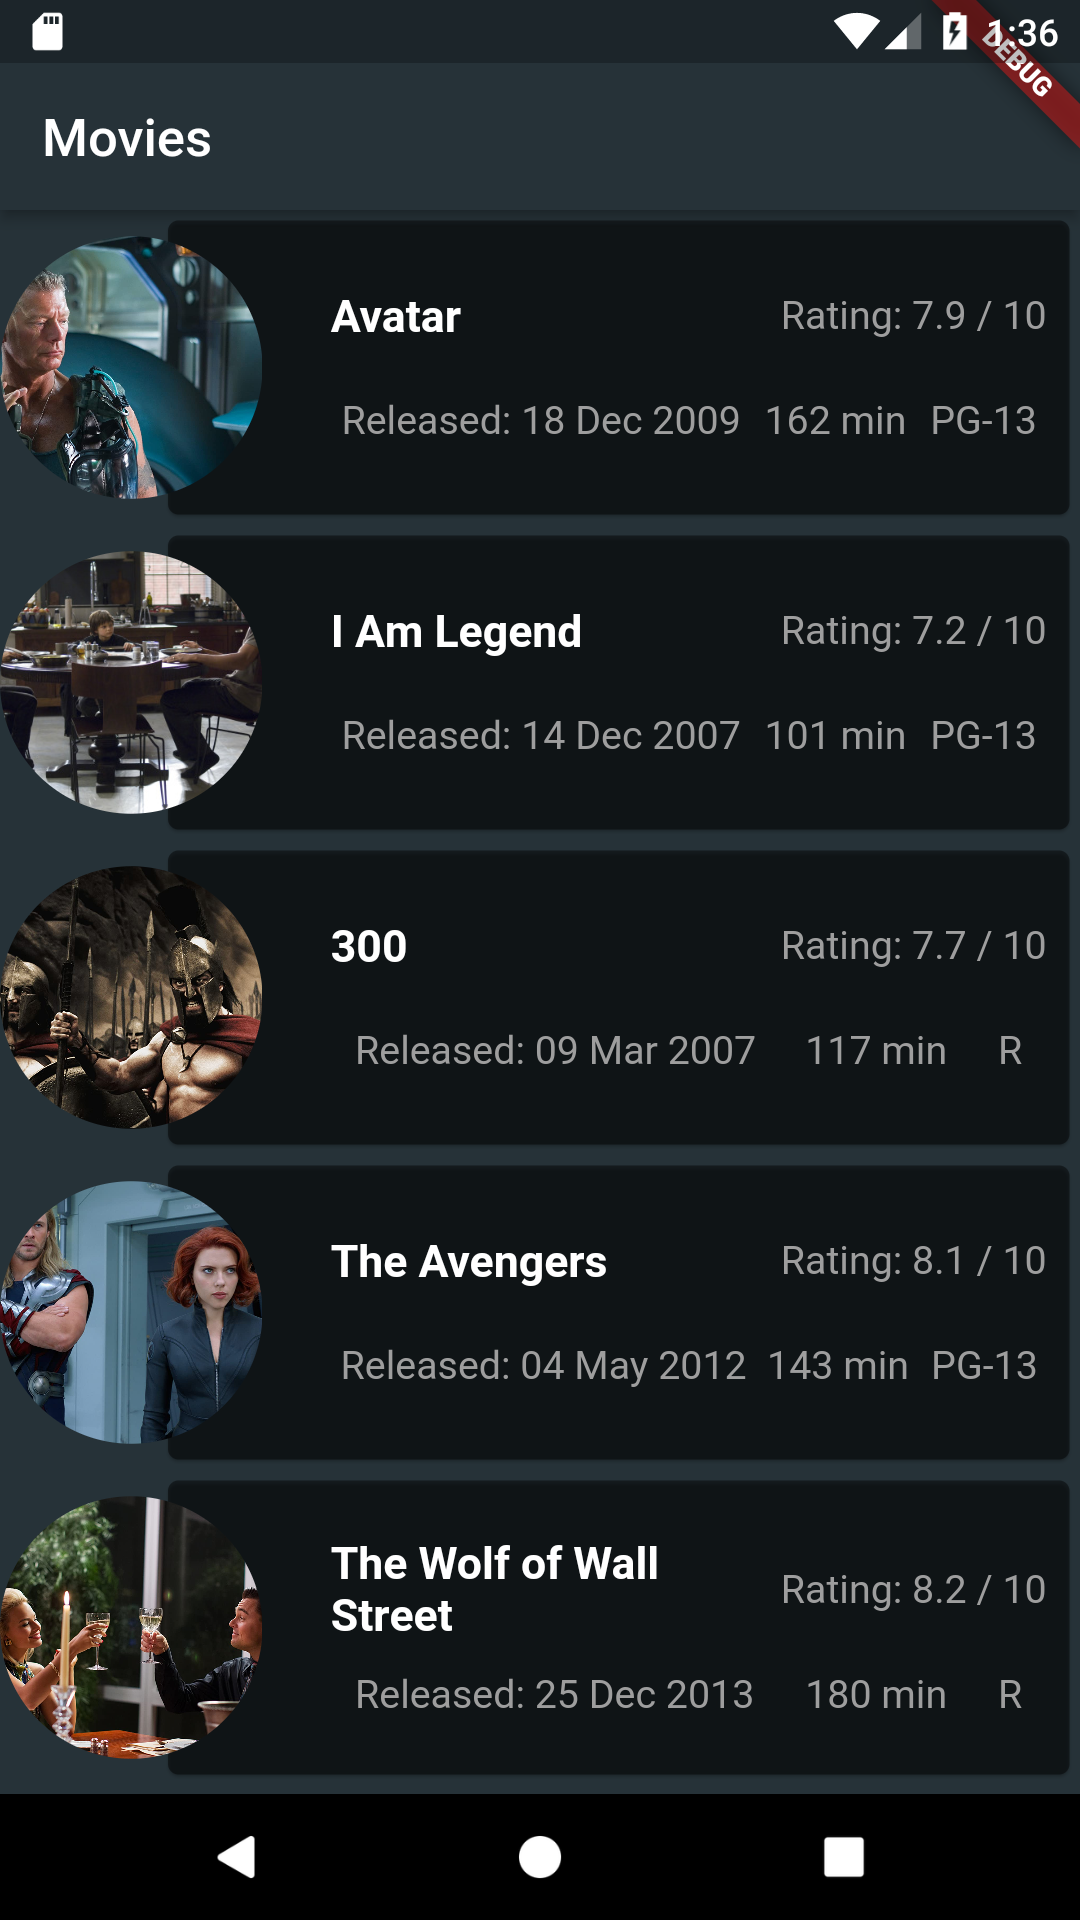 1:36
DEBUG
Movies
Avatar
Rating: 7.9 / 10
Released: 18 Dec 2009 162 min PG-13
I Am Legend
Rating: 7.2 / 10
Released: 14 Dec 2007 101 min PG-13
300
Rating: 7.7 / 10
Released: 09 Mar 2007 117 min R
The Avengers
Rating: 8.1 / 10
Released: 04 May 2012 143 min PG-13
The Wolf of Wall
Street
Rating: 8.2 / 10
Released: 25 Dec 2013 180 min R